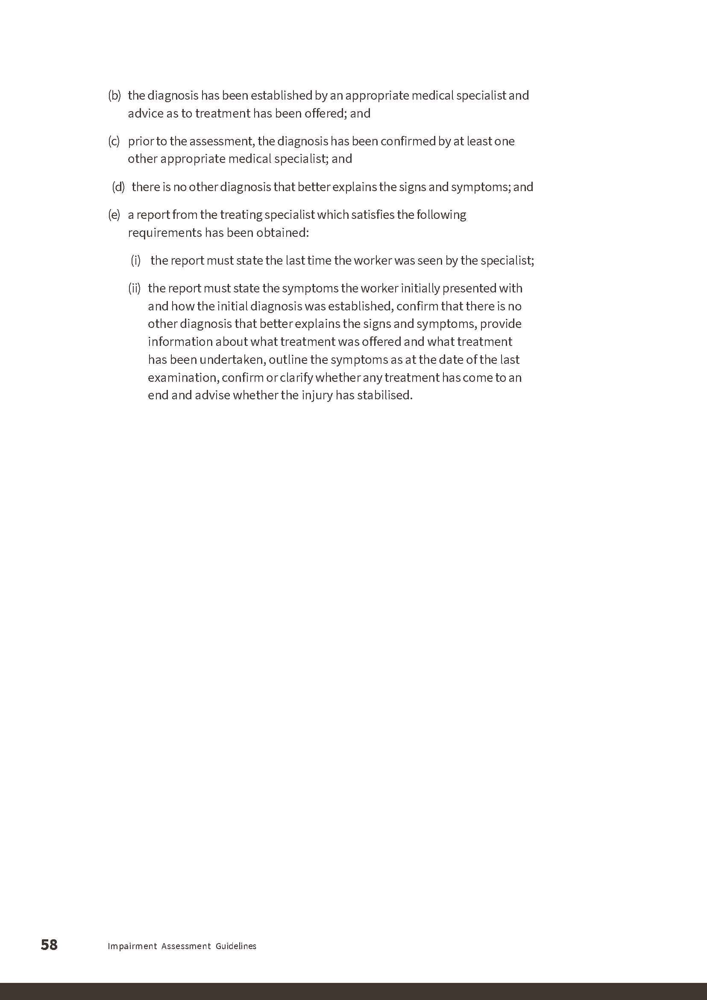 (b) the diagnosis has been established by an appropriate medical specialist and
advice as to treatment has been offered; and
(c) prior to the assessment, the diagnosis has been confirmed by at least one
other appropriate medical specialist; and
(d) there is no other diagnosis that better explains the signs and symptoms; and
(e) a report from the treating specialist which satisfies the following
requirements has been obtained:
(i) the report must state the last time the worker was seen by the specialist;
(ii) the report must state the symptoms the worker initially presented with
and how the initial diagnosis was established, confirm that there is no
other diagnosis that better explains the signs and symptoms, provide
information about what treatment was offered and what treatment
has been undertaken, outline the symptoms as at the date of the last
examination, confirm or clarify whether any treatment has come to an
end and advise whether the injury has stabilised.
58 Impairment Assessment Guidelines